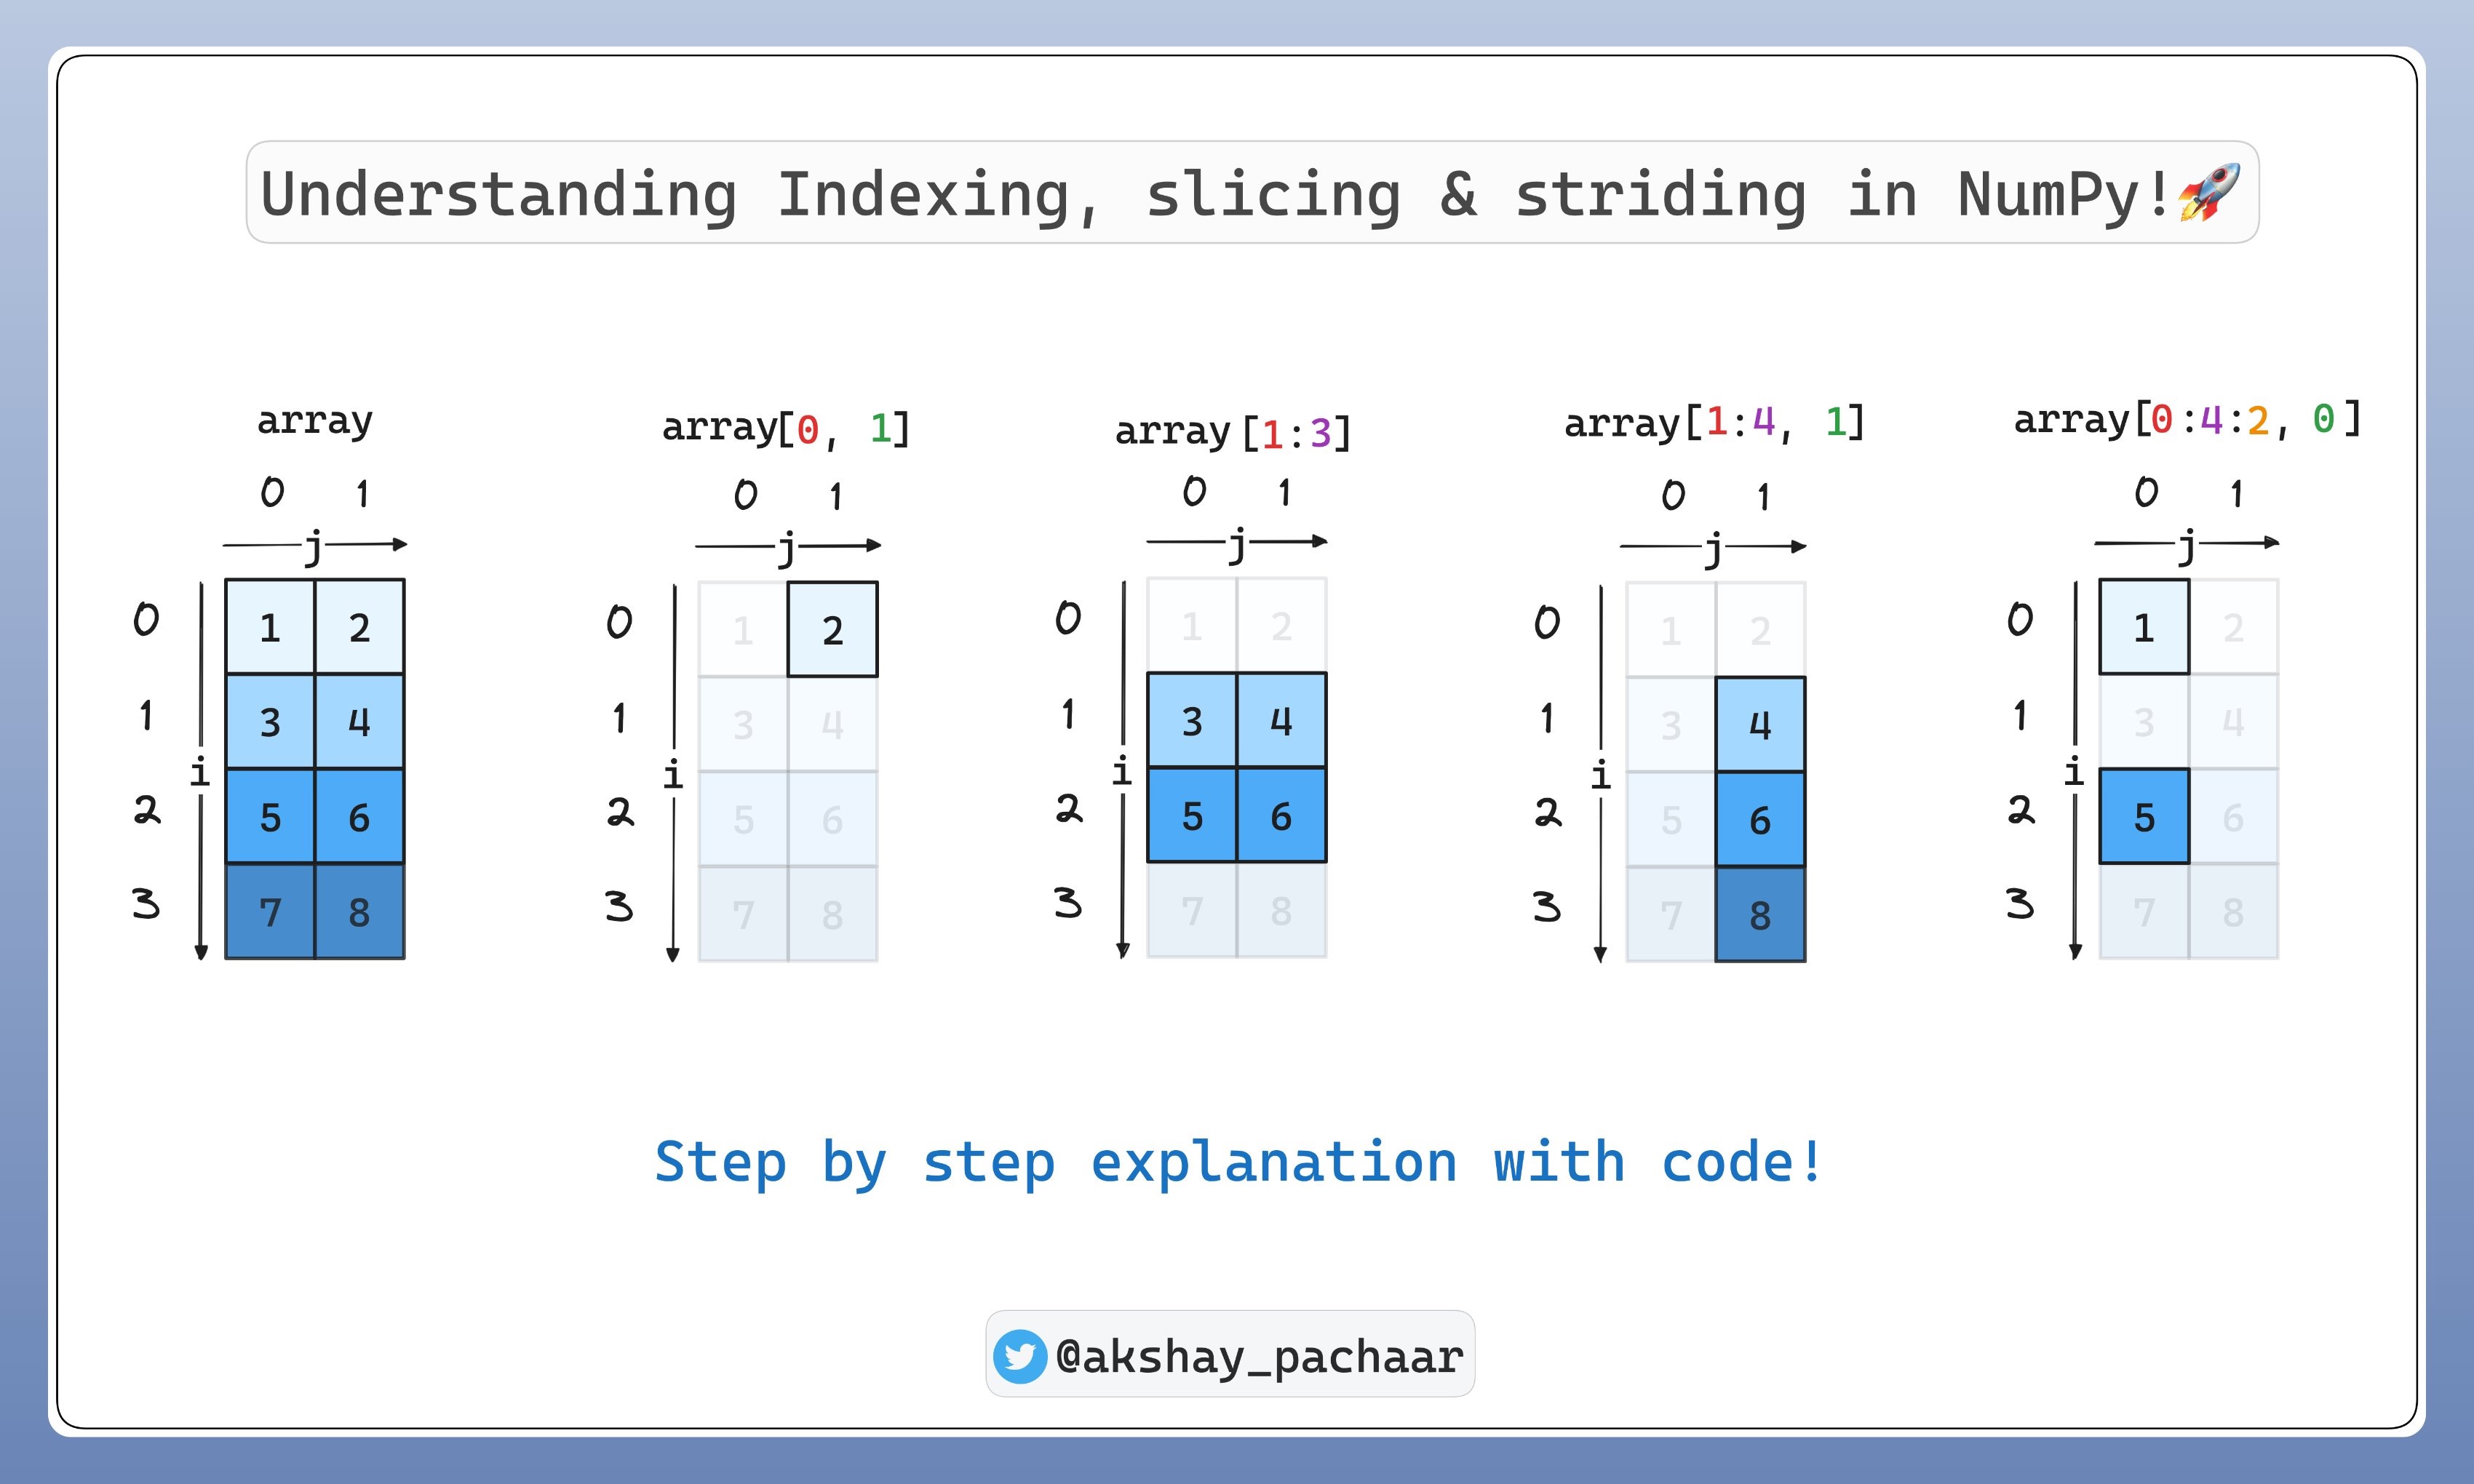 Understanding Indexing, slicing & striding in NumPy!🚀
array
0 1
j
i
0
1 2
1
3 4
2
5 6
3
7 8
array[0, 1]
0 1
j
i
0
1 2
1
3 4
2
5 6
3
7 8
array[1:3]
0 1
j
i
0
1 2
1
3 4
2
5 6
3
7 8
array[1:4, 1]
0 1
j
i
0
1 2
1
3 4
2
5 6
3
7 8
array[0:4:2, 0]
0 1
j
i
0
1 2
1
3 4
2
5 6
3
7 8
Step by step explanation with code!
@akshay_pachaar